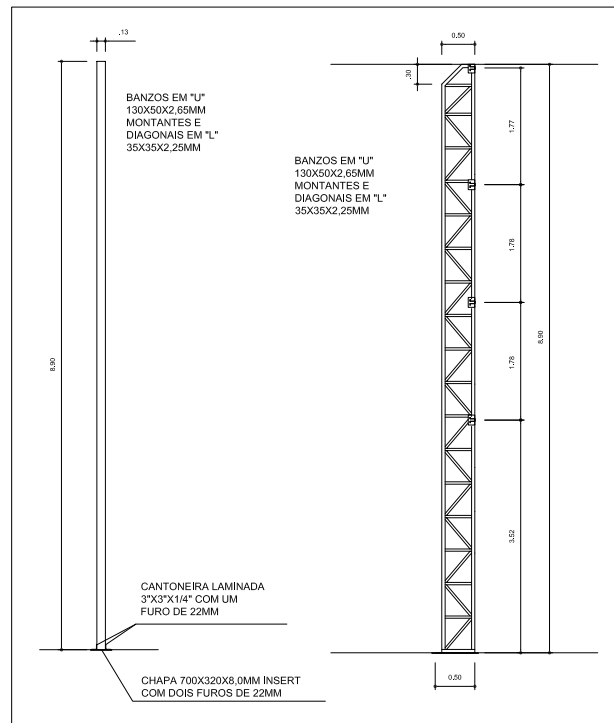 .13
BANZOS EM "U"
130X50X2,65MM
MONTANTES E
DIAGONAIS EM "L"
35X35X2,25MM
8.90
CANTONEIRA LAMINADA
3"X3"X1/4" COM UM
FURO DE 22MM
CHAPA 700X320X8,0MM INSERT
COM DOIS FUROS DE 22MM
0.50
.30
BANZOS EM "U"
130X50X2,65MM
MONTANTES E
DIAGONAIS EM "L"
35X35X2,25MM
1.77
1.78
1.78
3.52
8.90
0.50